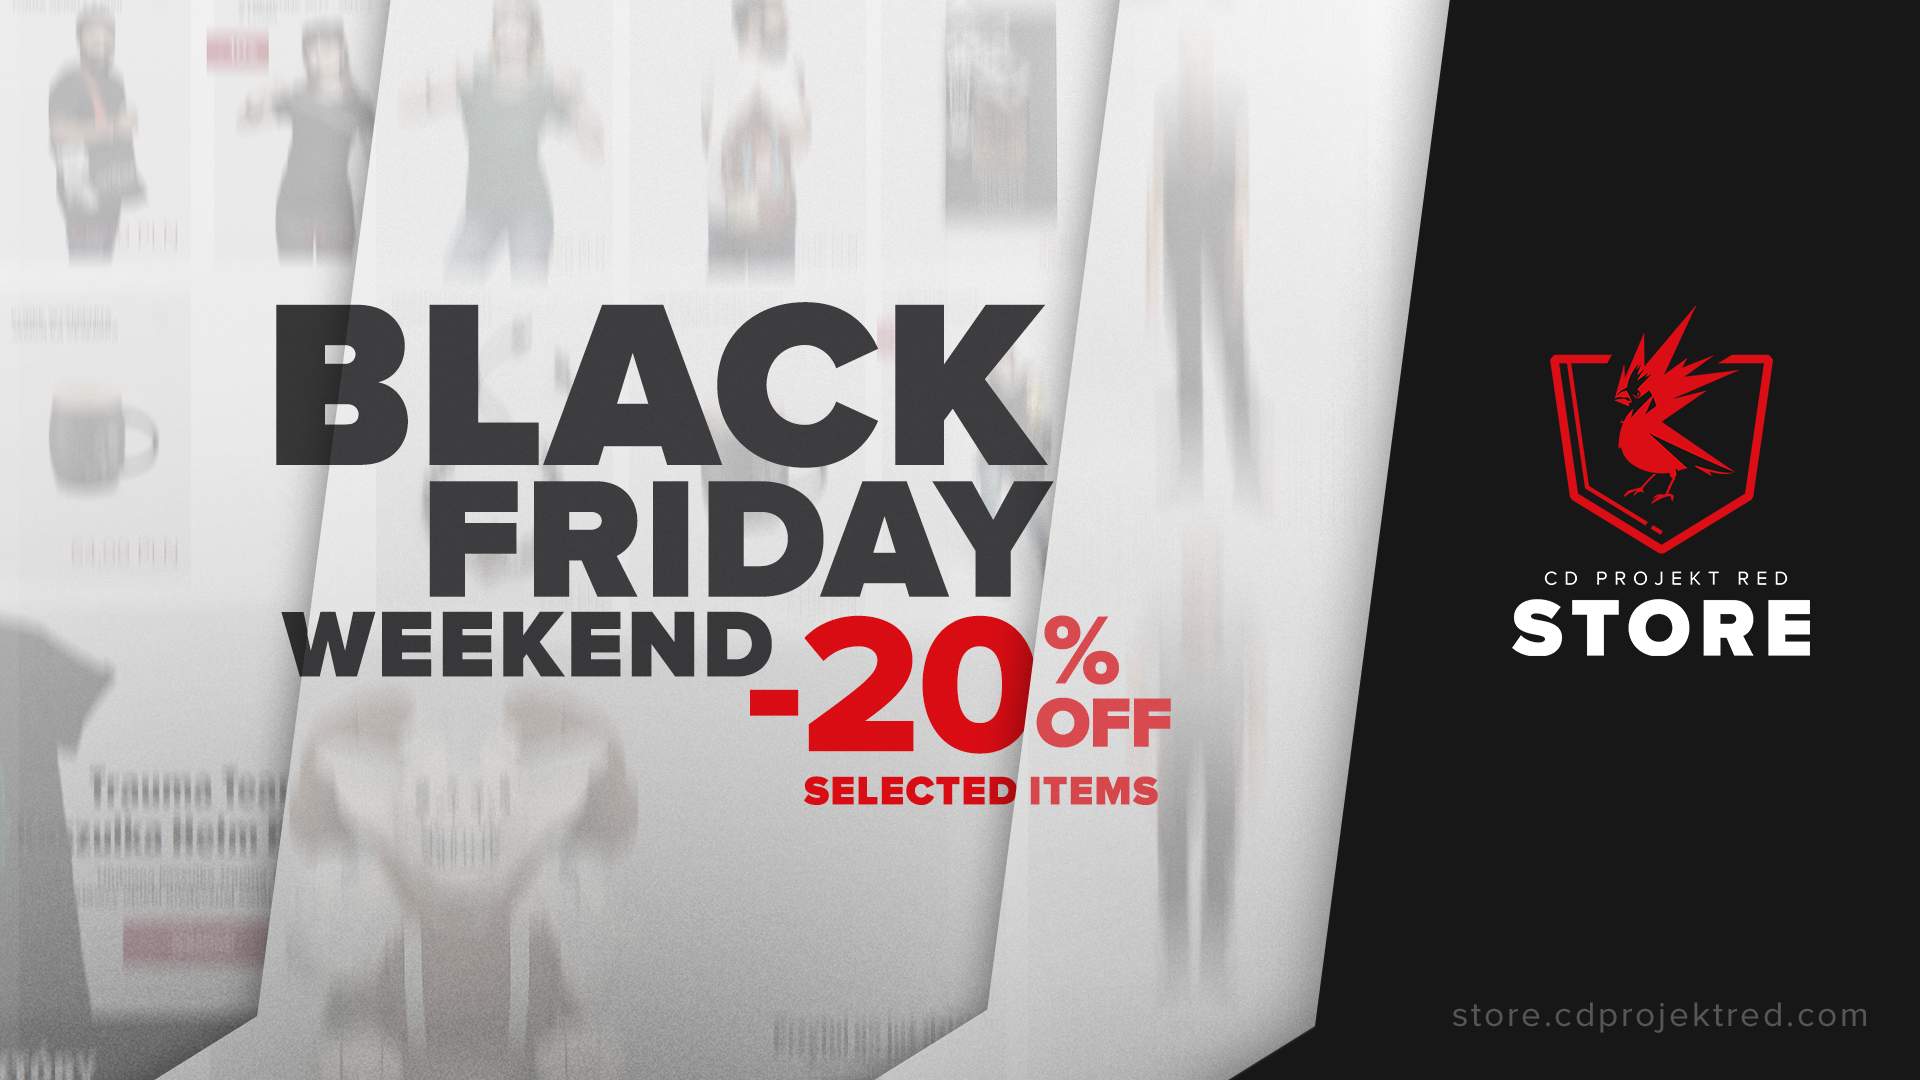 BLACK
FRIDAY
WEEKEND
-20%
OFF
SELECTED ITEMS
CD PROJEKT RED
STORE
store.cdprojektred.com